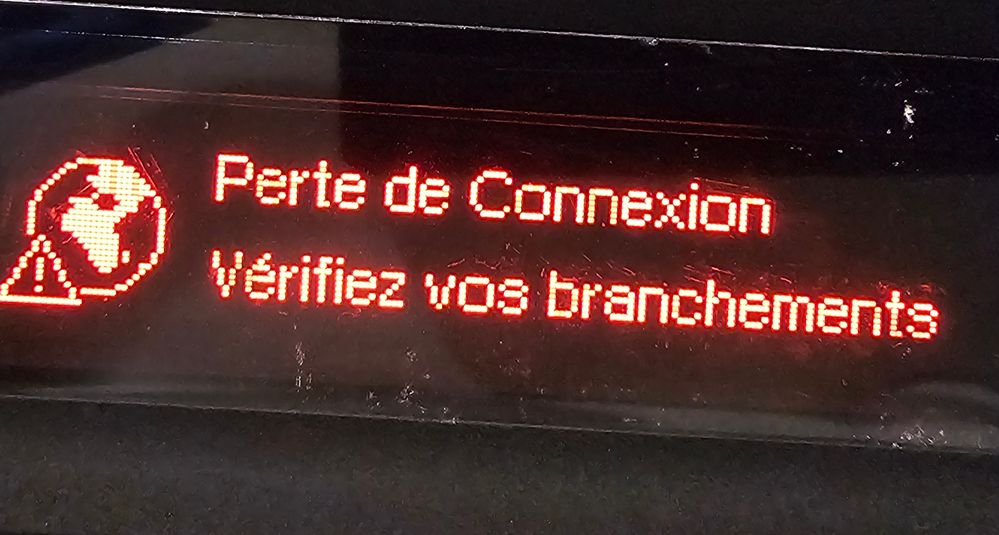 Perte de Connexion
Vérifiez vos branchements